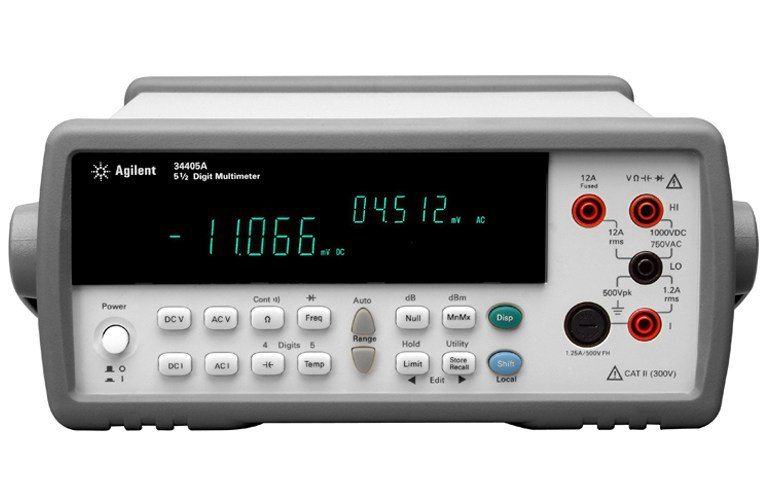 Agilent
34405A
5½ Digit Multimeter
- 11.066 mV DC
04.512 mV AC
12A
Fused
V Ω ⊣⊢ ⯈|
HI
12A
rms
1000VDC
750VAC
LO
500Vpk
1.2A
rms
I
1.25A/500V FH
CAT II (300V)
Power
O
I
DC V
AC V
Cont
Ω
Freq
Auto
Range
dB
Null
dBm
MnMx
Disp
DC I
AC I
4 Digits 5
⊣⊢
Temp
Hold
Limit
Utility
Store
Recall
Shift
◀ Edit ▶
Local